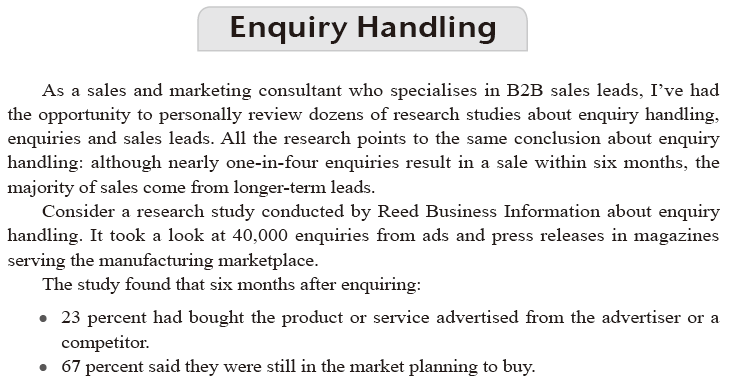 Enquiry Handling
As a sales and marketing consultant who specialises in B2B sales leads, I've had
the opportunity to personally review dozens of research studies about enquiry handling,
enquiries and sales leads. All the research points to the same conclusion about enquiry
handling: although nearly one-in-four enquiries result in a sale within six months, the
majority of sales come from longer-term leads.
Consider a research study conducted by Reed Business Information about enquiry
handling. It took a look at 40,000 enquiries from ads and press releases in magazines
serving the manufacturing marketplace.
The study found that six months after enquiring:
• 23 percent had bought the product or service advertised from the advertiser or a
competitor.
• 67 percent said they were still in the market planning to buy.